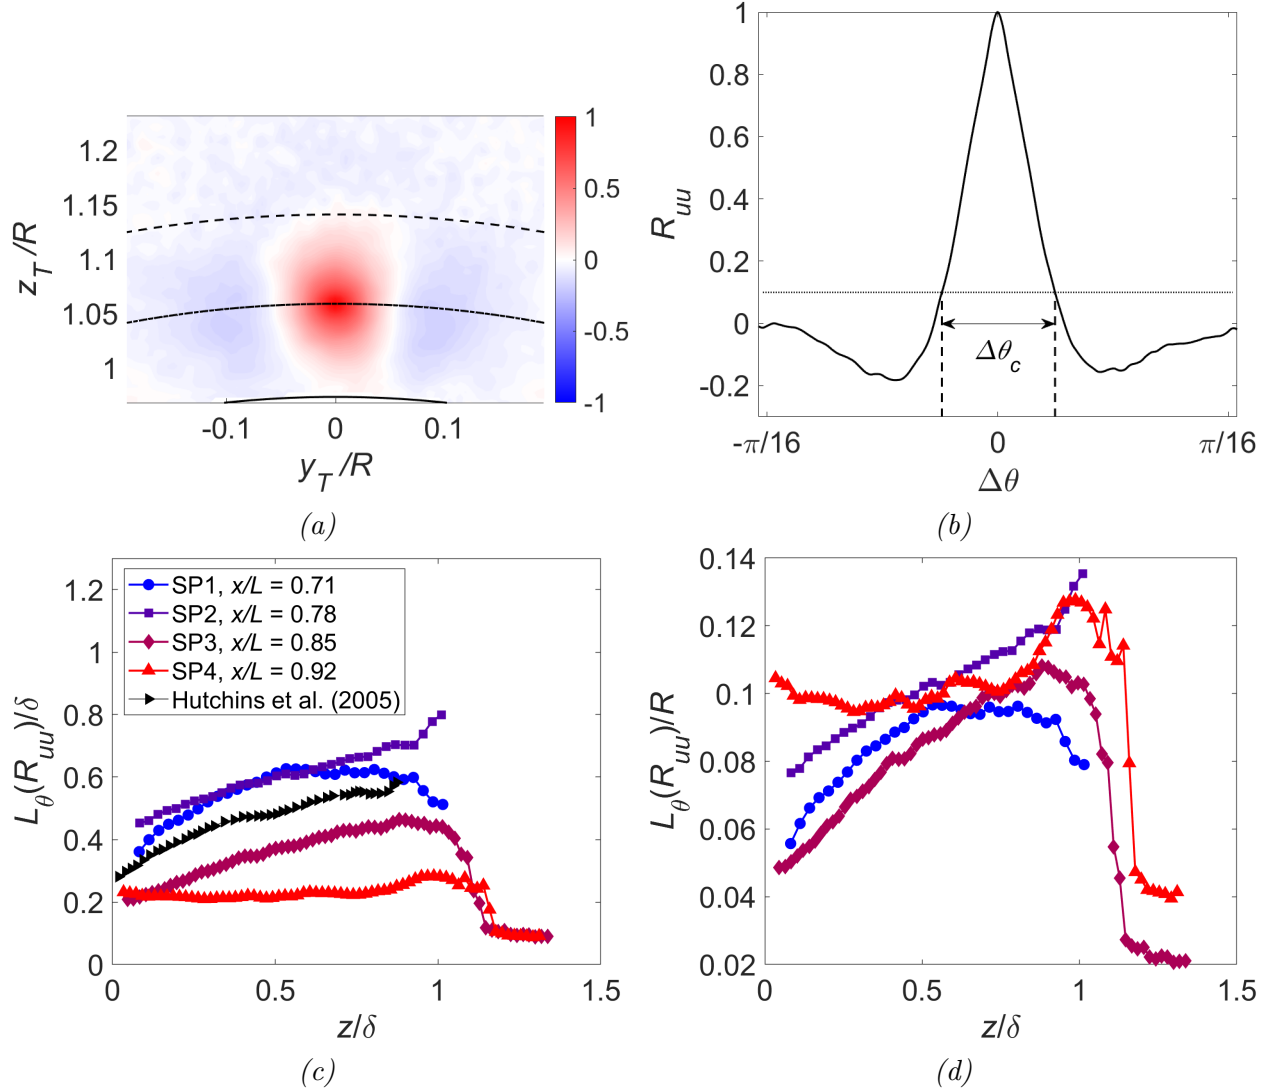 1.2
1.15
1.1
1.05
1
z_T/R
-0.1
0
0.1
y_T/R
1
0.5
0
-0.5
-1
(a)
1
0.8
0.6
0.4
0.2
0
-0.2
R_uu
Δθ_c
-π/16
0
π/16
Δθ
(b)
1.2
1
0.8
0.6
0.4
0.2
0
L_θ(R_uu)/δ
SP1, x/L = 0.71
SP2, x/L = 0.78
SP3, x/L = 0.85
SP4, x/L = 0.92
Hutchins et al. (2005)
0
0.5
1
1.5
z/δ
(c)
0.14
0.12
0.1
0.08
0.06
0.04
0.02
L_θ(R_uu)/R
0
0.5
1
1.5
z/δ
(d)